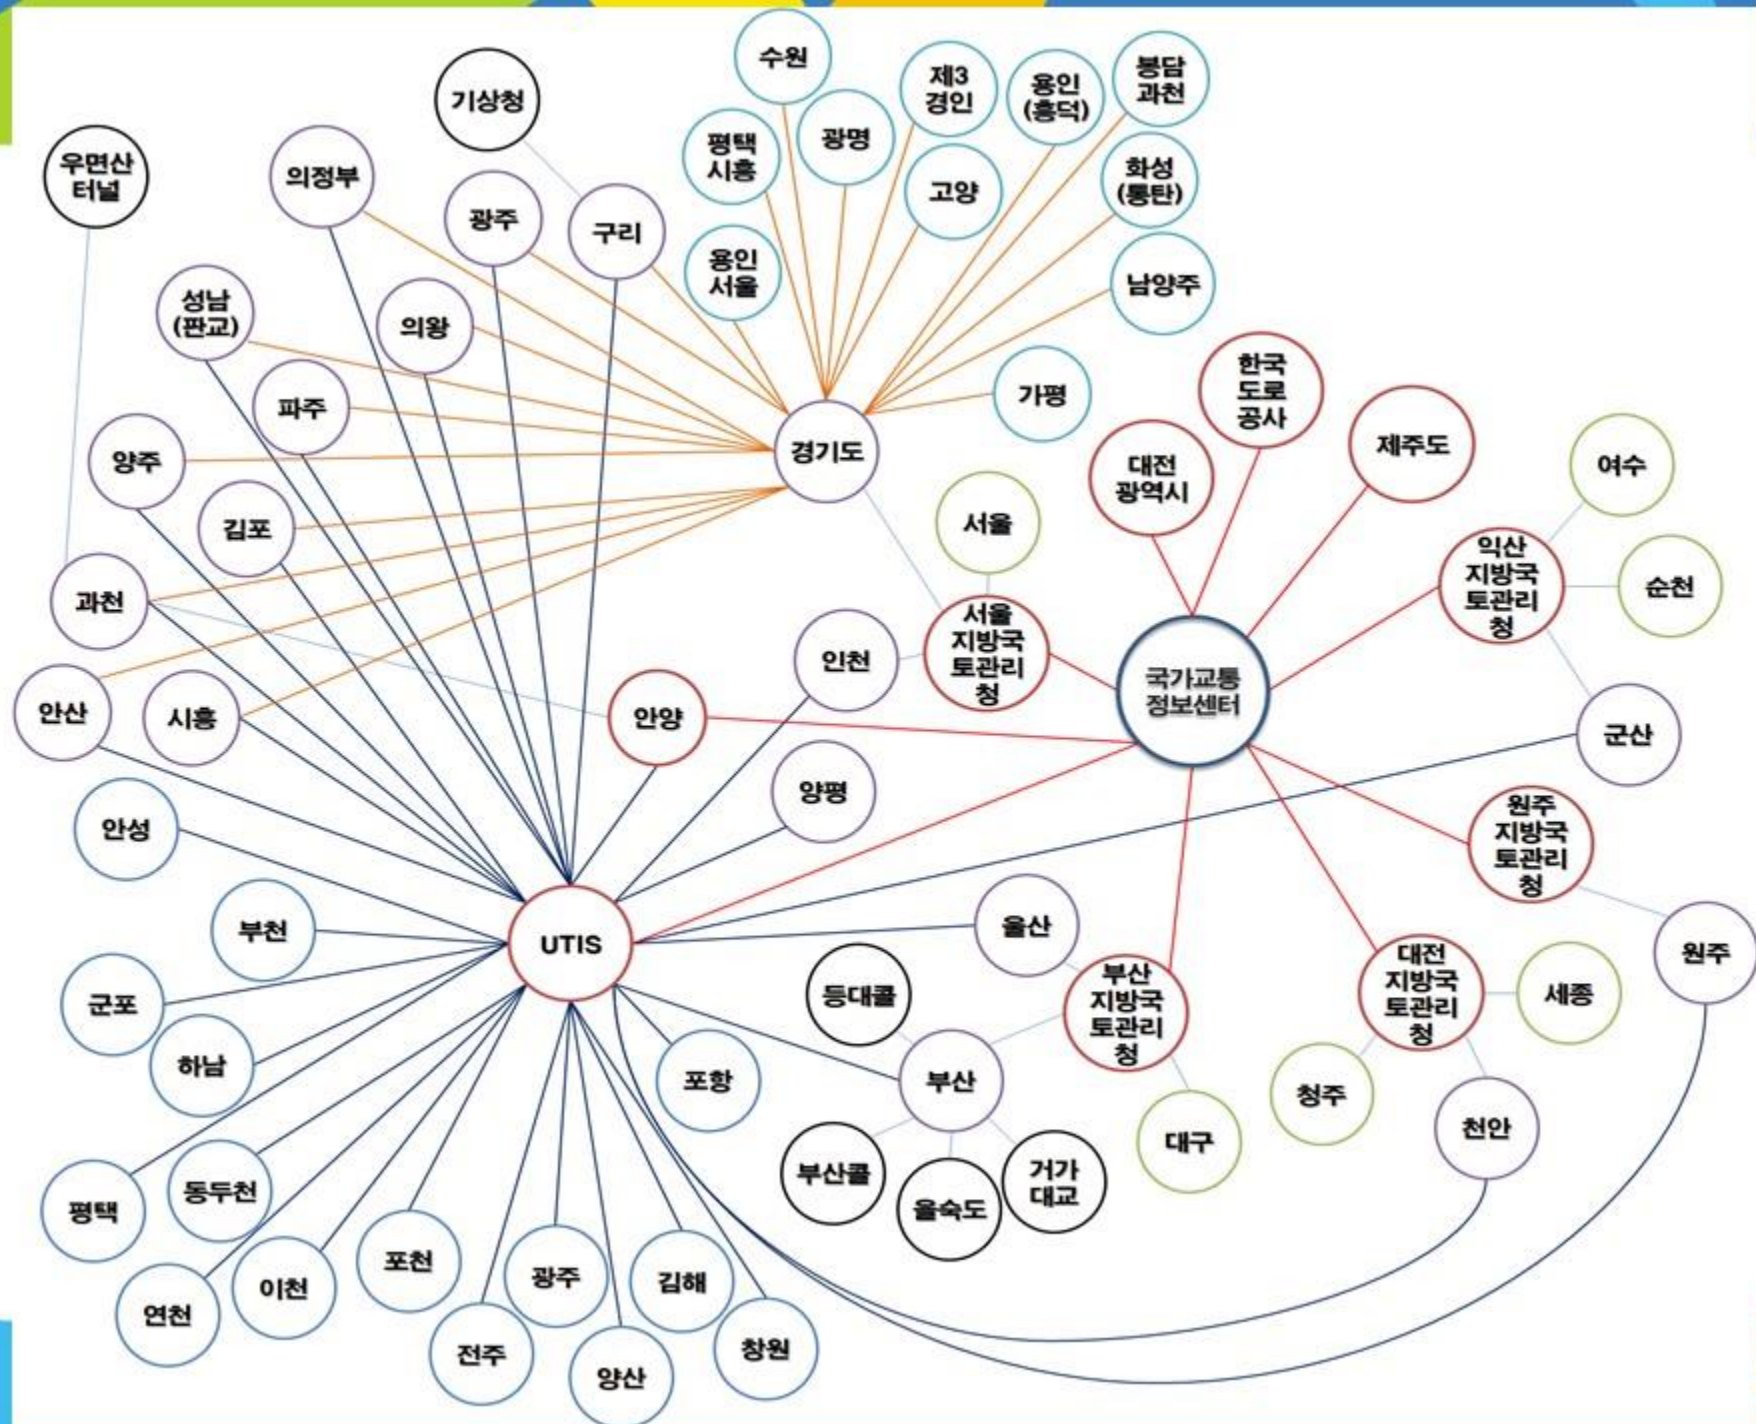 수원
기상청
제3
경인
용인
(흥덕)
봉담
과천
우면산
터널
의정부
평택
시흥
광명
고양
화성
(통탄)
광주
구리
용인
서울
남양주
성남
(판교)
의왕
파주
가평
한국
도로
공사
양주
경기도
대전
광역시
제주도
여수
김포
서울
익산
지방국
토관리
청
순천
과천
인천
서울
지방국
토관리
청
국가교통
정보센터
안산
시흥
안양
군산
안성
양평
원주
지방국
토관리
청
부천
UTIS
울산
원주
군포
등대콜
부산
지방국
토관리
청
대전
지방국
토관리
청
세종
하남
포항
부산
청주
천안
평택
동두천
부산콜
을숙도
거가
대교
대구
연천
이천
포천
광주
김해
전주
양산
창원